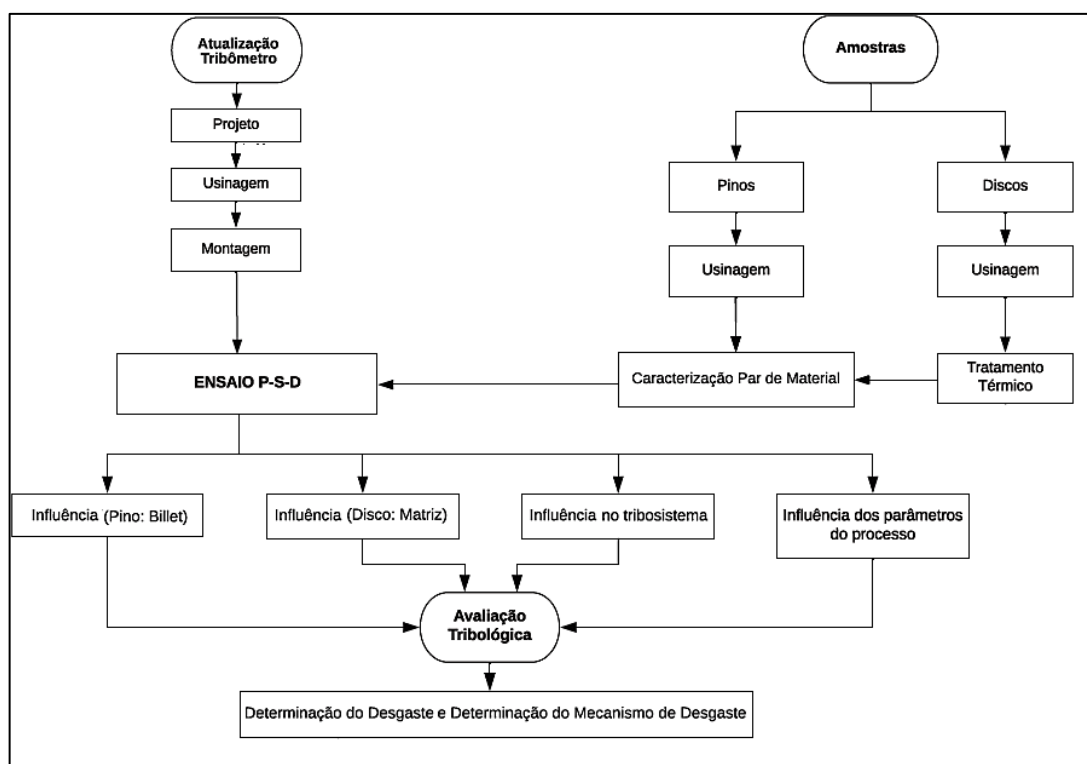 Atualização
Tribômetro
Amostras
Projeto
Usinagem
Montagem
Pinos
Discos
Usinagem
Usinagem
ENSAIO P-S-D
Caracterização Par de Material
Tratamento
Térmico
Influência (Pino: Billet)
Influência (Disco: Matriz)
Influência no tribosistema
Influência dos parâmetros
do processo
Avaliação
Tribológica
Determinação do Desgaste e Determinação do Mecanismo de Desgaste